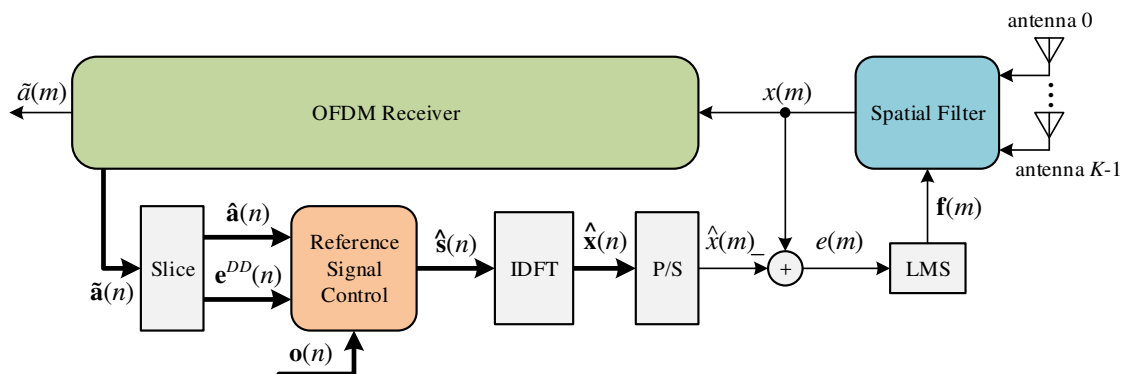 antenna 0
ã(m)
OFDM Receiver
x(m)
Spatial Filter
antenna K-1
f(m)
â(n)
Slice
e^DD(n)
ã(n)
Reference
Signal
Control
ŝ(n)
IDFT
x̂(n)
P/S
x̂(m)
−
+
e(m)
LMS
o(n)